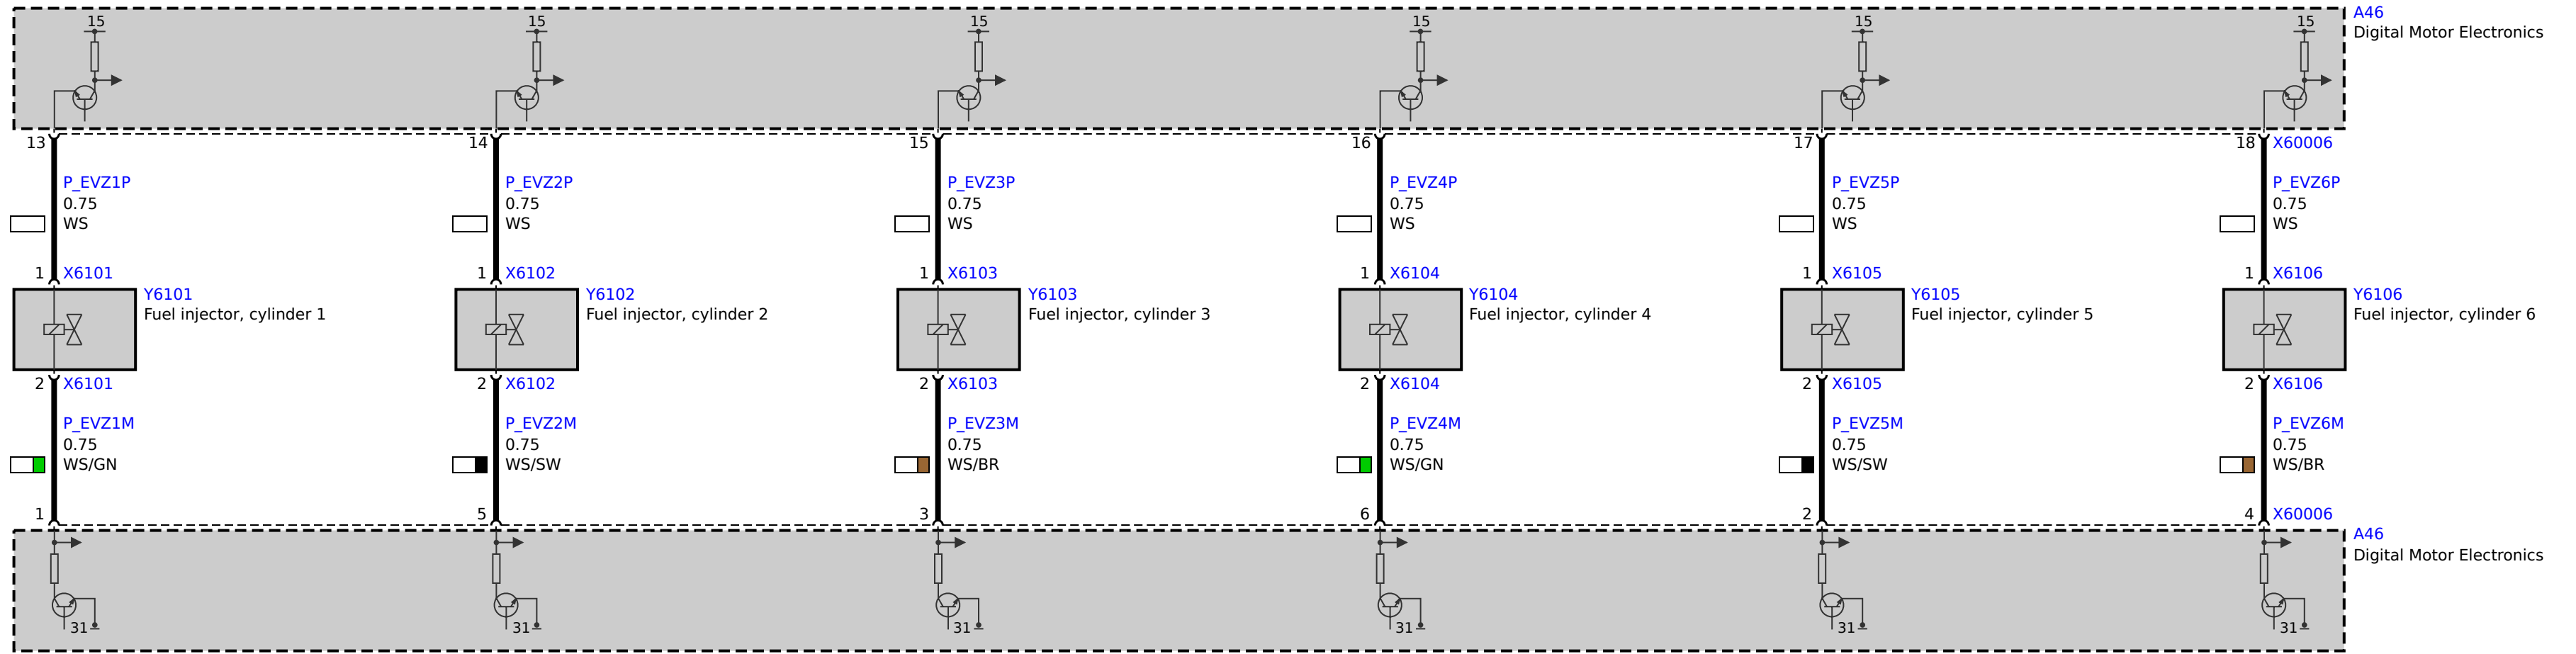 15 15 15 15 15 15 A46
Digital Motor Electronics
13 14 15 16 17 18 X60006
P_EVZ1P P_EVZ2P P_EVZ3P P_EVZ4P P_EVZ5P P_EVZ6P
0.75 0.75 0.75 0.75 0.75 0.75
WS WS WS WS WS WS
1 X6101 1 X6102 1 X6103 1 X6104 1 X6105 1 X6106
Y6101 Y6102 Y6103 Y6104 Y6105 Y6106
Fuel injector, cylinder 1 Fuel injector, cylinder 2 Fuel injector, cylinder 3 Fuel injector, cylinder 4 Fuel injector, cylinder 5 Fuel injector, cylinder 6
2 X6101 2 X6102 2 X6103 2 X6104 2 X6105 2 X6106
P_EVZ1M P_EVZ2M P_EVZ3M P_EVZ4M P_EVZ5M P_EVZ6M
0.75 0.75 0.75 0.75 0.75 0.75
WS/GN WS/SW WS/BR WS/GN WS/SW WS/BR
1 5 3 6 2 4 X60006
A46
Digital Motor Electronics
31 31 31 31 31 31